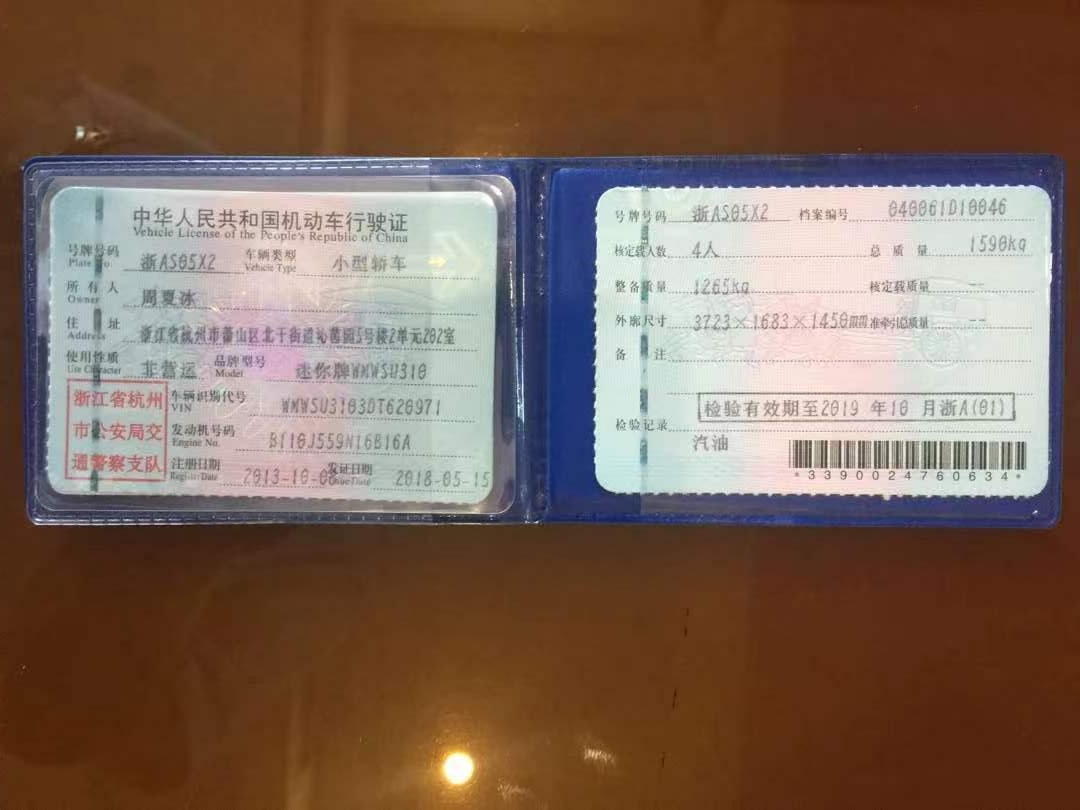 中华人民共和国机动车行驶证
Vehicle License of the People's Republic of China
号牌号码 浙AS05X2 车辆类型 小型轿车
Plate No. Vehicle Type
所有人 周夏冰
Owner
住址 浙江省杭州市萧山区北干街道沁茵园5号楼2单元202室
Address
使用性质 非营运 品牌型号 迷你牌WMWSU310
Use Character Model
浙江省杭州
市公安局交
通警察支队
车辆识别代号 WMWSU3103DT620971
VIN
发动机号码 B110J559N16B16A
Engine No.
注册日期 2013-10-08 发证日期 2018-05-15
Register Date Issue Date
号牌号码 浙AS05X2 档案编号 040061D10046
核定载人数 4人 总质量 1590kg
整备质量 1265kg 核定载质量 --
外廓尺寸 3723×1683×1450mm 准牵引总质量 --
备注
检验记录 检验有效期至2019年10月浙A(01)
汽油
*3390024760634*